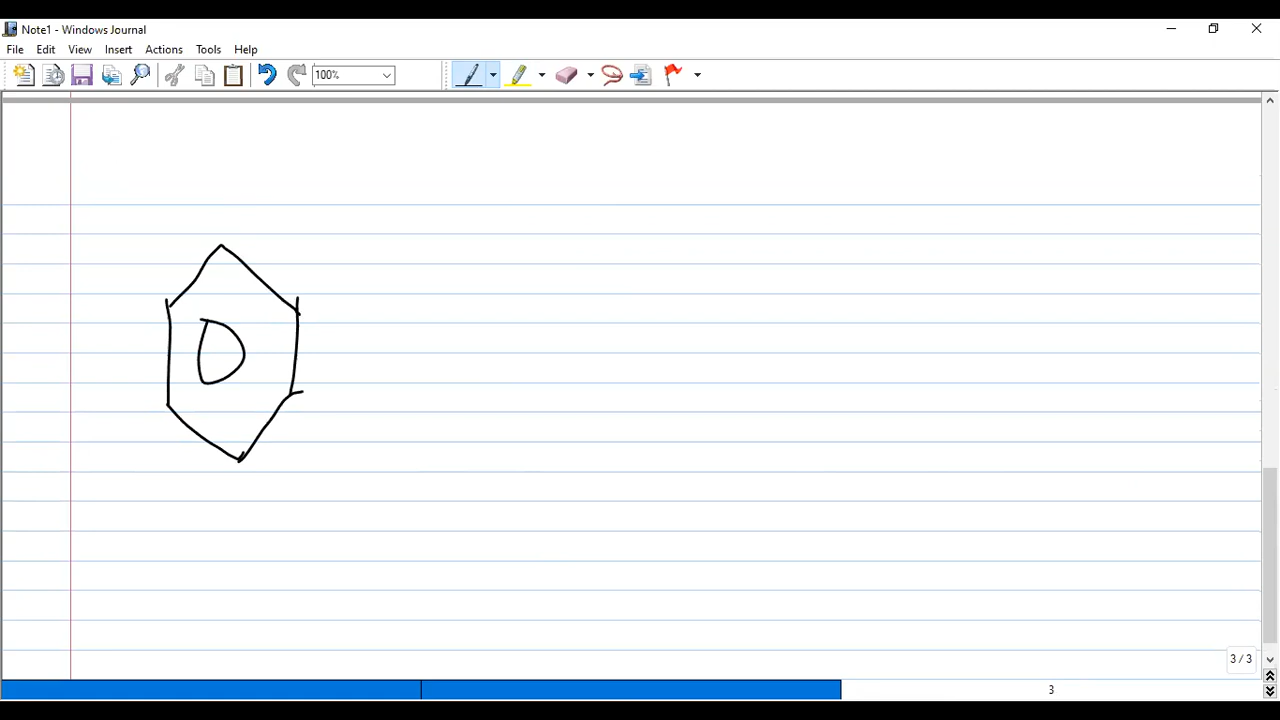 Note1 - Windows Journal
File Edit View Insert Actions Tools Help
100%
D
3 / 3
3